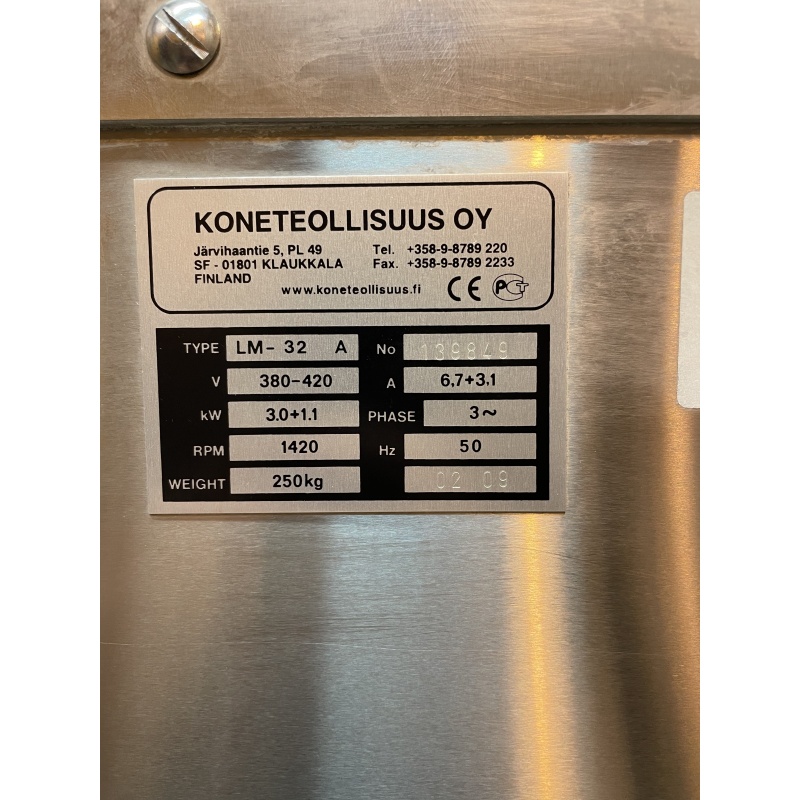 KONETEOLLISUUS OY
Järvihaantie 5, PL 49 Tel. +358-9-8789 220
SF - 01801 KLAUKKALA Fax. +358-9-8789 2233
FINLAND
www.koneteollisuus.fi CE PCT
TYPE LM- 32 A No 139849
V 380-420 A 6,7+3,1
kW 3.0+1.1 PHASE 3~
RPM 1420 Hz 50
WEIGHT 250kg 02 09